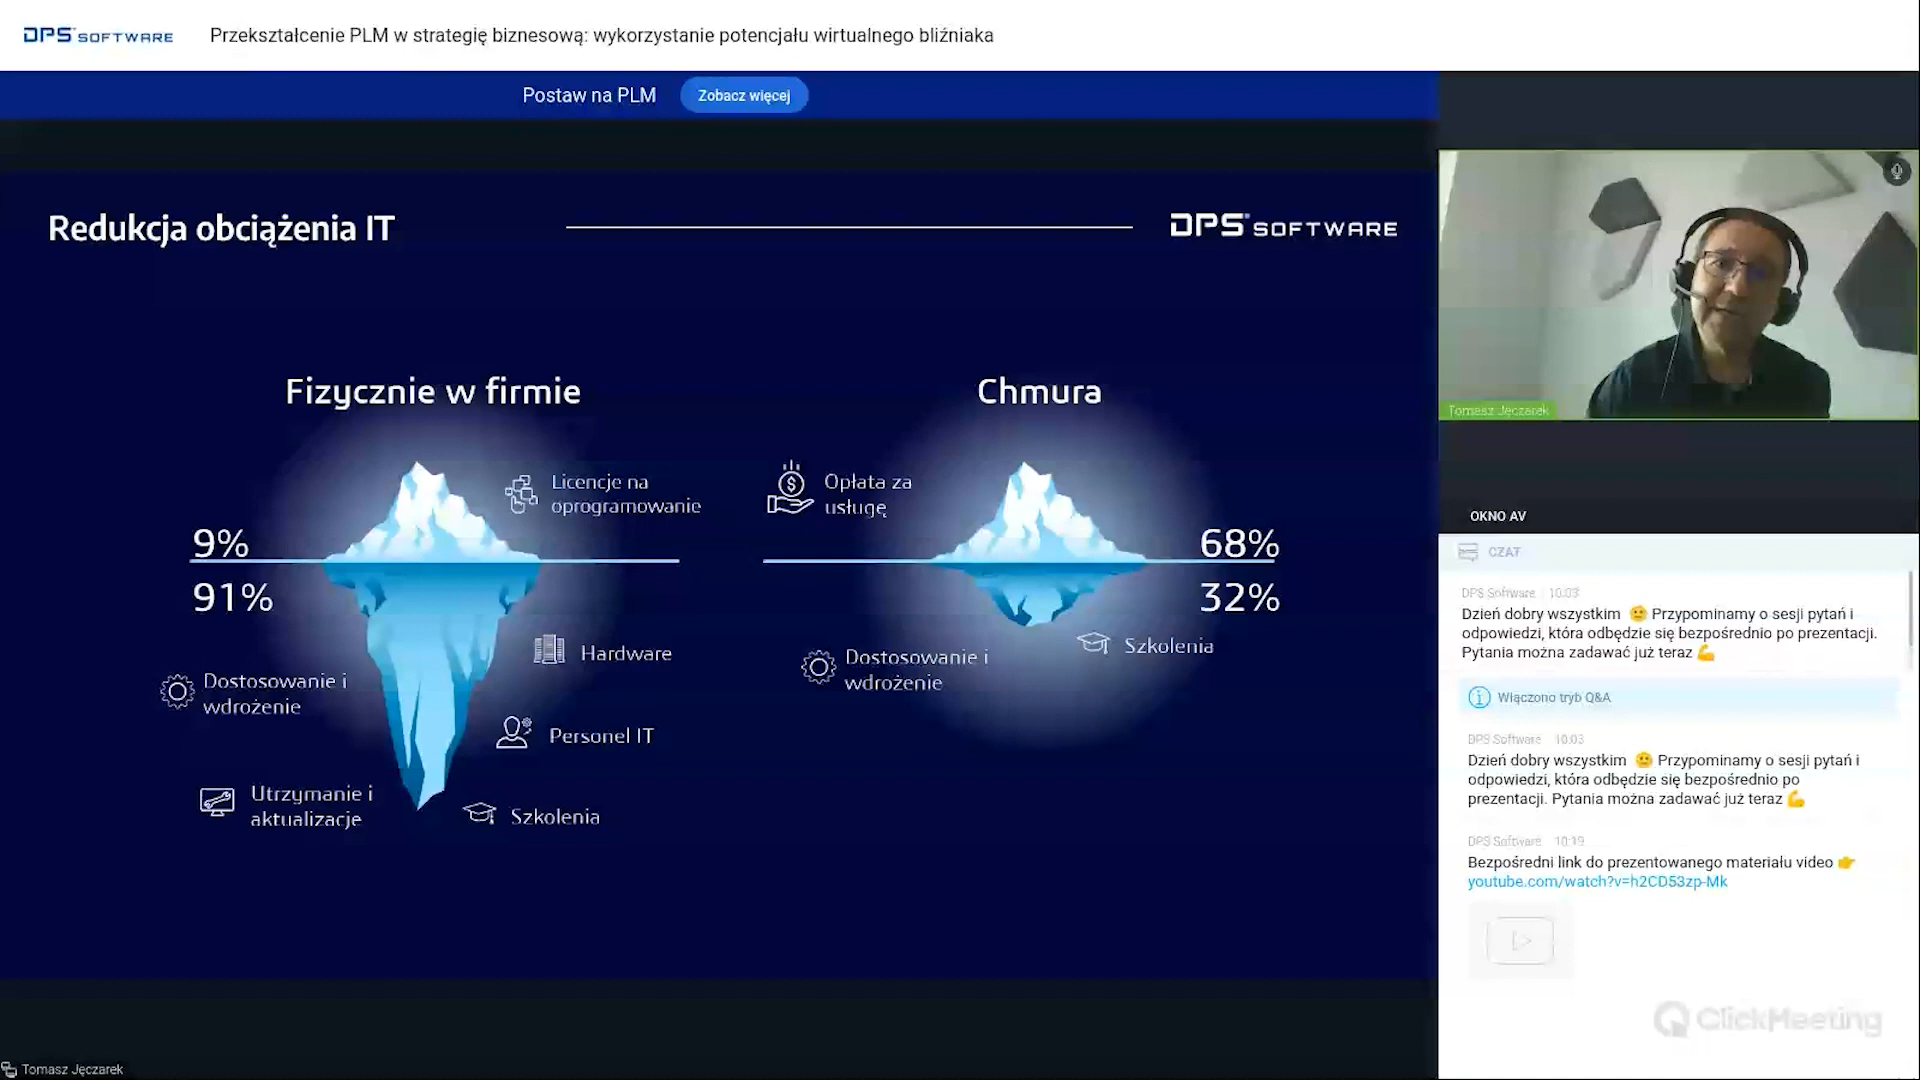 DPS SOFTWARE
Przekształcenie PLM w strategię biznesową: wykorzystanie potencjału wirtualnego bliźniaka
Postaw na PLM
Zobacz więcej
Redukcja obciążenia IT
DPS SOFTWARE
Fizycznie w firmie
Licencje na
oprogramowanie
9%
91%
Hardware
Dostosowanie i
wdrożenie
Personel IT
Utrzymanie i
aktualizacje
Szkolenia
Chmura
Opłata za
usługę
68%
32%
Szkolenia
Dostosowanie i
wdrożenie
Tomasz Jęczarek
OKNO AV
CZAT
DPS Software 10:03
Dzień dobry wszystkim 🙂 Przypominamy o sesji pytań i
odpowiedzi, która odbędzie się bezpośrednio po prezentacji.
Pytania można zadawać już teraz 💪
Włączono tryb Q&A
DPS Software 10:03
Dzień dobry wszystkim 🙂 Przypominamy o sesji pytań i
odpowiedzi, która odbędzie się bezpośrednio po
prezentacji. Pytania można zadawać już teraz 💪
DPS Software 10:19
Bezpośredni link do prezentowanego materiału video 👉
youtube.com/watch?v=h2CD53zp-Mk
ClickMeeting
Tomasz Jęczarek